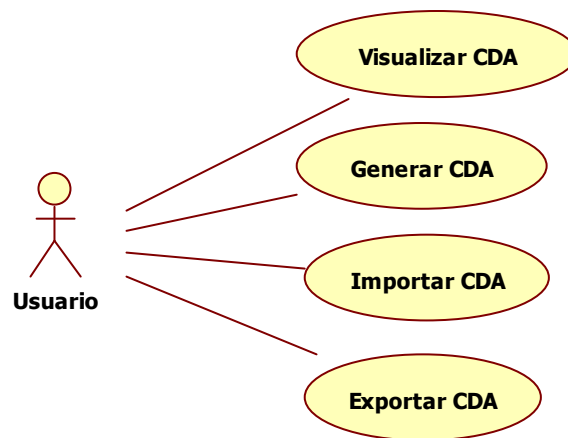 Visualizar CDA
Generar CDA
Importar CDA
Usuario
Exportar CDA